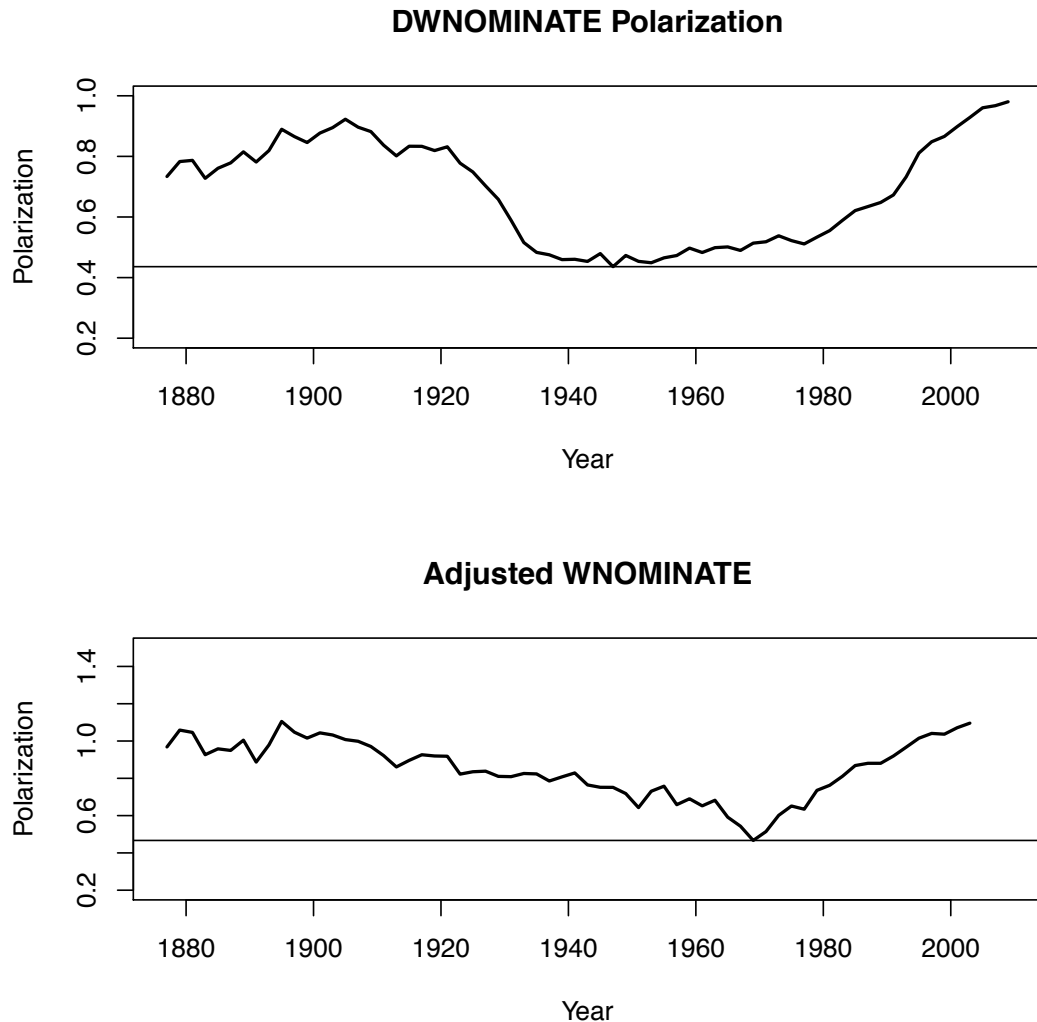 DWNOMINATE Polarization
1.0
0.8
0.6
0.4
0.2
Polarization
1880 1900 1920 1940 1960 1980 2000
Year
Adjusted WNOMINATE
1.4
1.0
0.6
0.2
Polarization
1880 1900 1920 1940 1960 1980 2000
Year